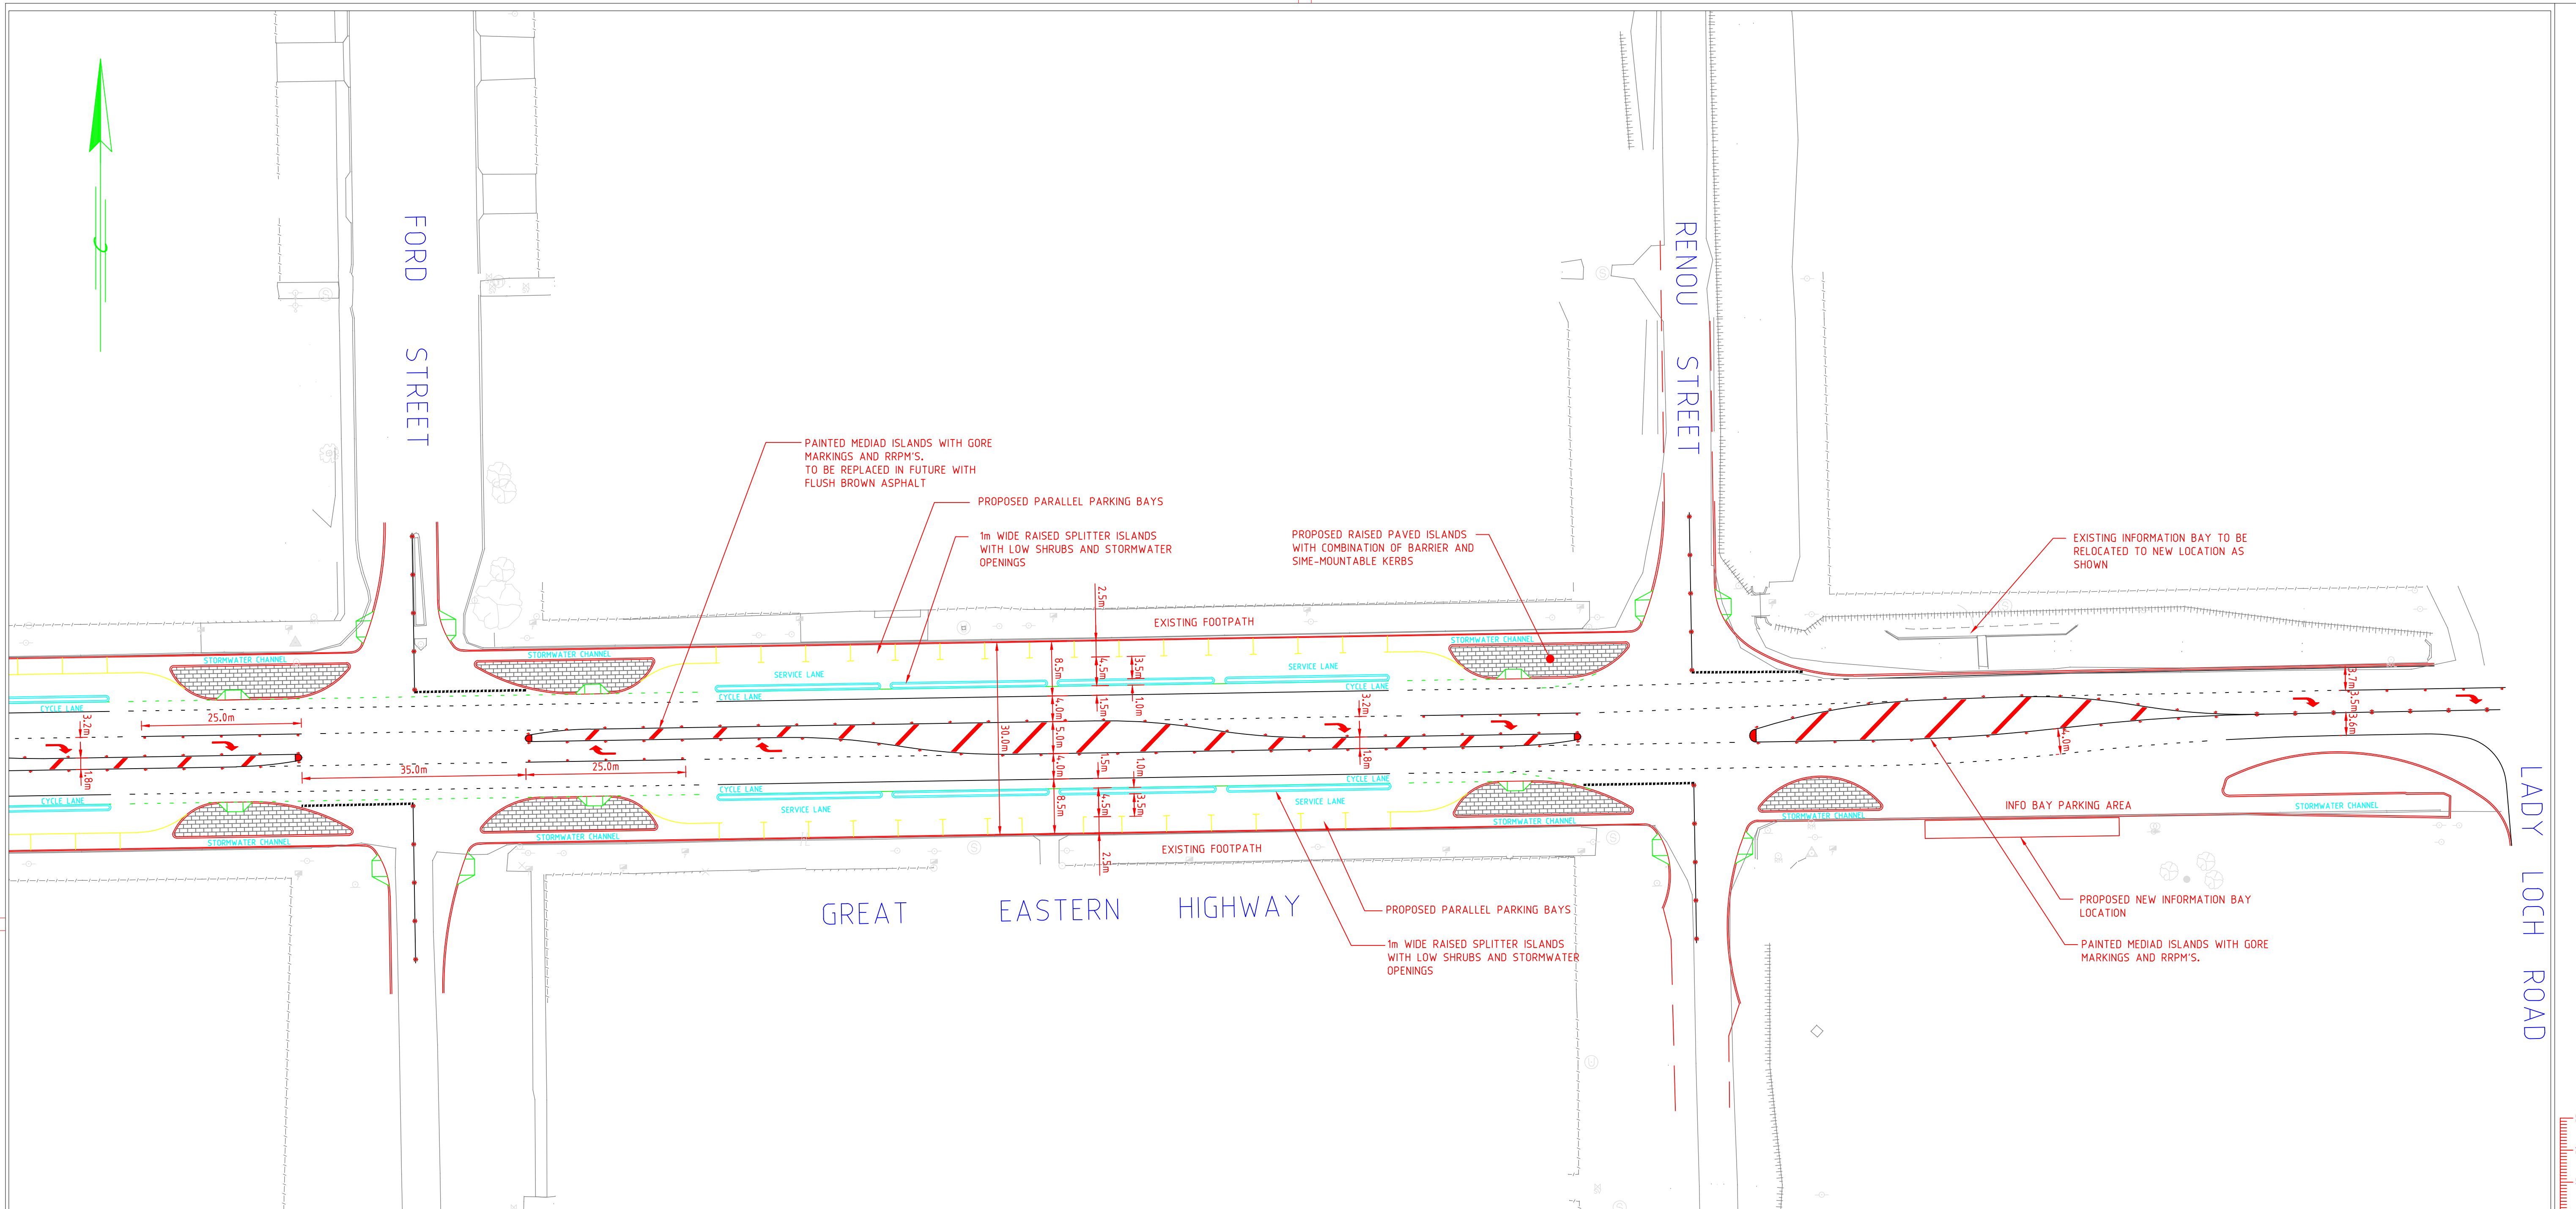 FORD STREET
RENOU STREET
PAINTED MEDIAD ISLANDS WITH GORE
MARKINGS AND RRPM'S.
TO BE REPLACED IN FUTURE WITH
FLUSH BROWN ASPHALT
PROPOSED PARALLEL PARKING BAYS
1m WIDE RAISED SPLITTER ISLANDS
WITH LOW SHRUBS AND STORMWATER
OPENINGS
PROPOSED RAISED PAVED ISLANDS
WITH COMBINATION OF BARRIER AND
SIME-MOUNTABLE KERBS
EXISTING INFORMATION BAY TO BE
RELOCATED TO NEW LOCATION AS
SHOWN
2.5m
EXISTING FOOTPATH
STORMWATER CHANNEL
STORMWATER CHANNEL
STORMWATER CHANNEL
SERVICE LANE
SERVICE LANE
8.5m
4.5m
3.5m
CYCLE LANE
CYCLE LANE
CYCLE LANE
1.5m
1.0m
3.2m
25.0m
4.0m
3.2m
3.7m
3.5m
3.6m
5.0m
30.0m
1.8m
35.0m
25.0m
4.0m
1.8m
4.0m
1.5m
1.0m
CYCLE LANE
CYCLE LANE
CYCLE LANE
SERVICE LANE
SERVICE LANE
8.5m
4.5m
3.5m
INFO BAY PARKING AREA
STORMWATER CHANNEL
STORMWATER CHANNEL
STORMWATER CHANNEL
STORMWATER CHANNEL
STORMWATER CHANNEL
EXISTING FOOTPATH
2.5m
GREAT EASTERN HIGHWAY
PROPOSED PARALLEL PARKING BAYS
1m WIDE RAISED SPLITTER ISLANDS
WITH LOW SHRUBS AND STORMWATER
OPENINGS
PROPOSED NEW INFORMATION BAY
LOCATION
PAINTED MEDIAD ISLANDS WITH GORE
MARKINGS AND RRPM'S.
LADY LOCH ROAD